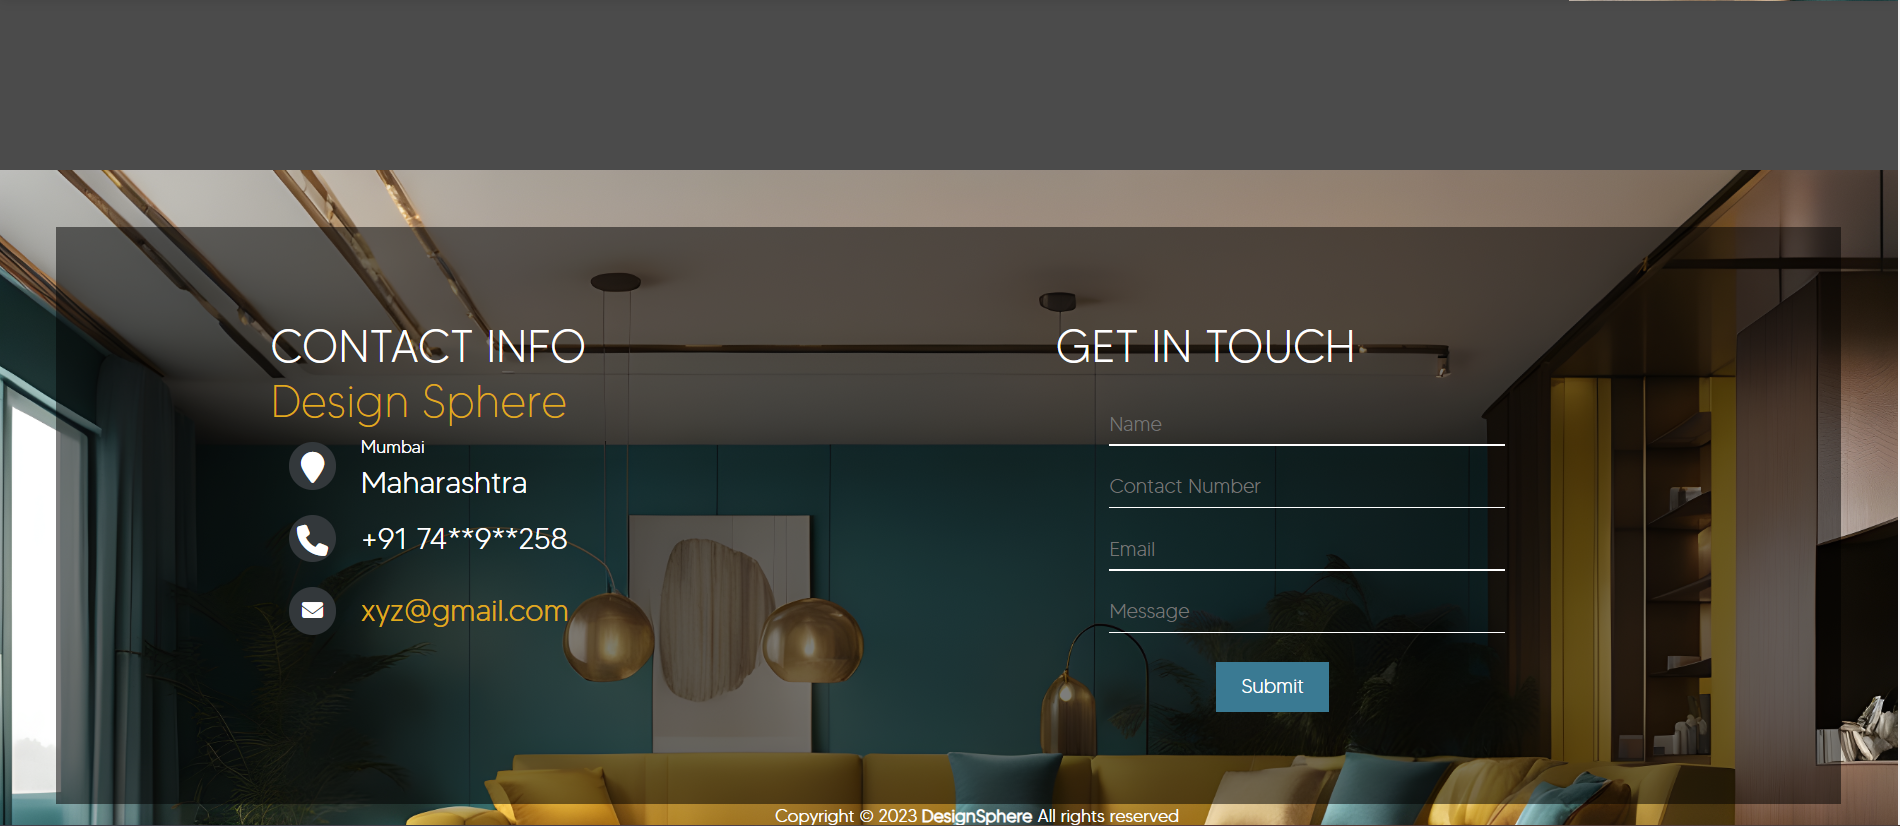 CONTACT INFO
Design Sphere
Mumbai
Maharashtra
+91 74**9**258
xyz@gmail.com
GET IN TOUCH
Name
Contact Number
Email
Message
Submit
Copyright © 2023 DesignSphere All rights reserved